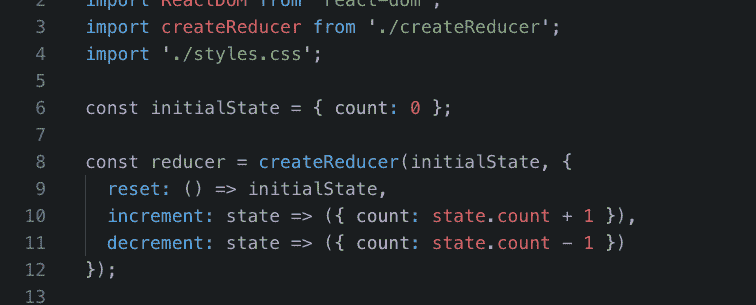 2 import ReactDOM from 'react-dom';
3 import createReducer from './createReducer';
4 import './styles.css';
5
6 const initialState = { count: 0 };
7
8 const reducer = createReducer(initialState, {
9 reset: () => initialState,
10 increment: state => ({ count: state.count + 1 }),
11 decrement: state => ({ count: state.count - 1 })
12 });
13